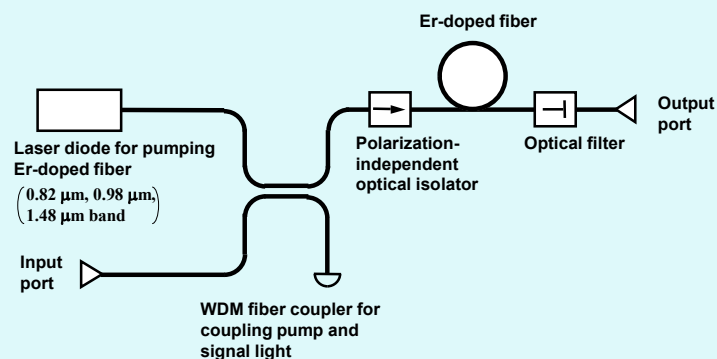 Er-doped fiber
Laser diode for pumping
Er-doped fiber
(0.82 μm, 0.98 μm,
1.48 μm band)
Polarization-
independent
optical isolator
Optical filter
Output
port
Input
port
WDM fiber coupler for
coupling pump and
signal light